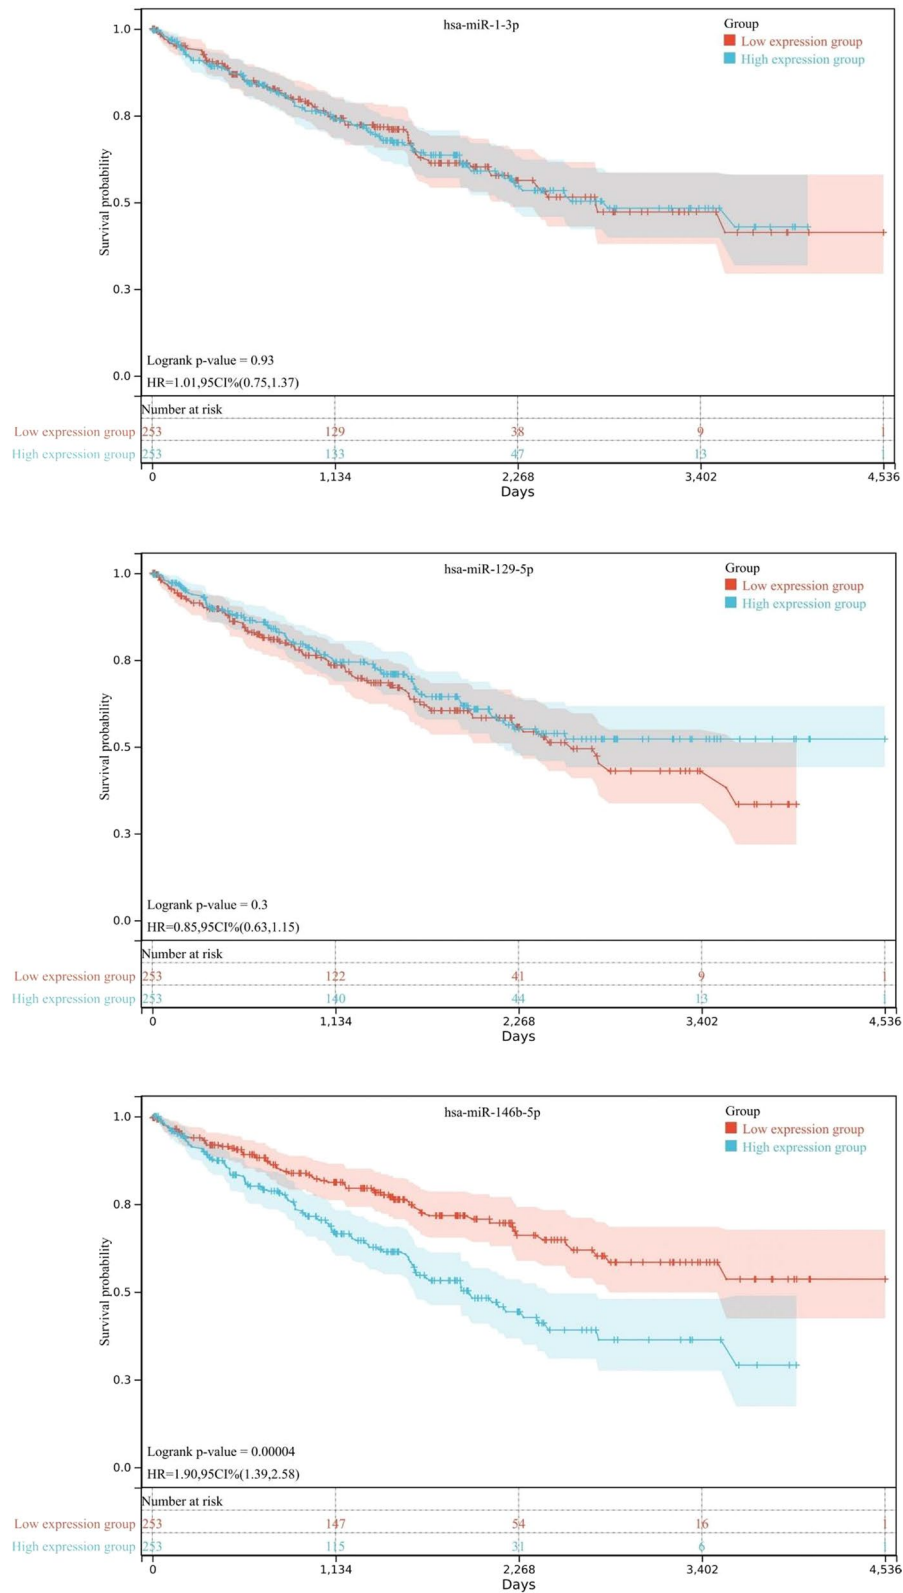 hsa-miR-1-3p
Group
Low expression group
High expression group
1.0
0.8
0.5
0.3
0.0
Survival probability
Logrank p-value = 0.93
HR=1.01,95CI%(0.75,1.37)
Number at risk
Low expression group 253 129 38 9 1
High expression group 253 133 47 13 1
0 1,134 2,268 3,402 4,536
Days
hsa-miR-129-5p
Group
Low expression group
High expression group
1.0
0.8
0.5
0.3
0.0
Survival probability
Logrank p-value = 0.3
HR=0.85,95CI%(0.63,1.15)
Number at risk
Low expression group 253 122 41 9 1
High expression group 253 140 44 13 1
0 1,134 2,268 3,402 4,536
Days
hsa-miR-146b-5p
Group
Low expression group
High expression group
1.0
0.8
0.5
0.3
0.0
Survival probability
Logrank p-value = 0.00004
HR=1.90,95CI%(1.39,2.58)
Number at risk
Low expression group 253 147 54 16 1
High expression group 253 115 31 6 1
0 1,134 2,268 3,402 4,536
Days